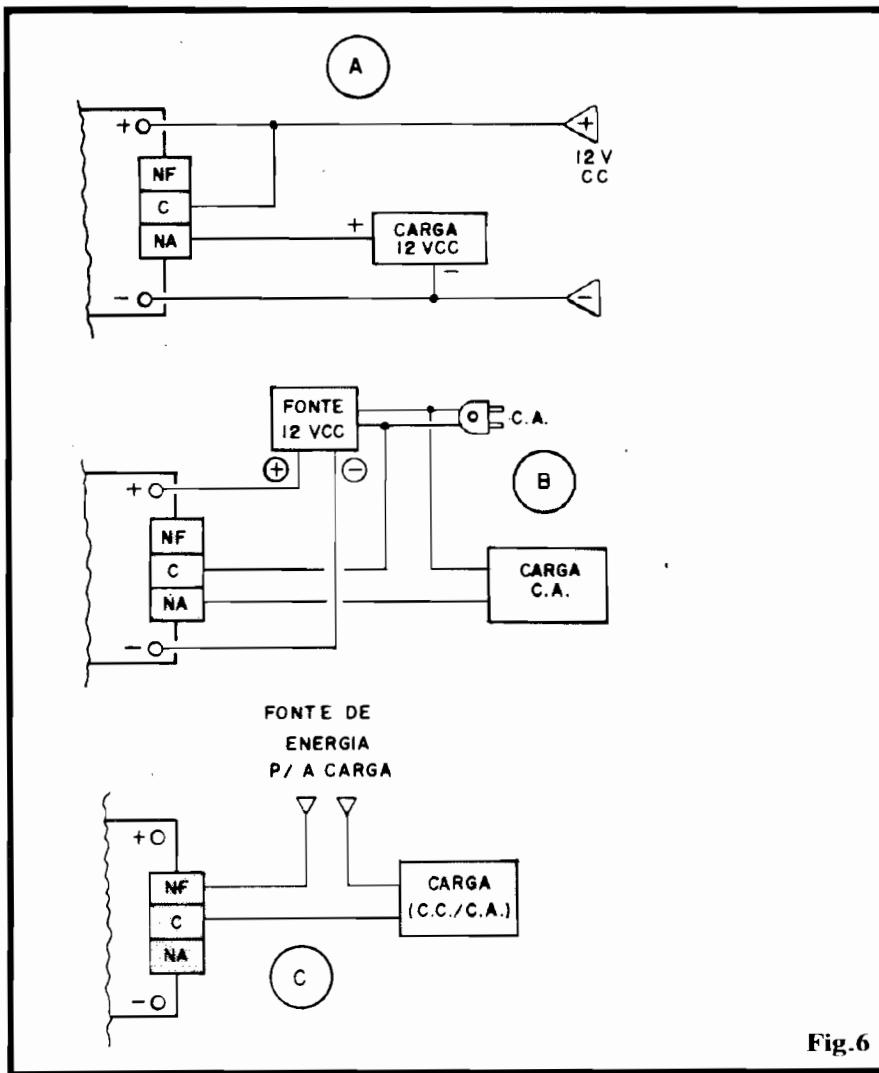 A
+
+
12 V
CC
NF
C
NA
+
CARGA
12 VCC
-
-
-
FONTE
12 VCC
C.A.
+
-
B
+
NF
C
NA
CARGA
C.A.
-
FONTE DE
ENERGIA
P/ A CARGA
+
NF
C
NA
CARGA
(C.C./C.A.)
C
-
Fig.6